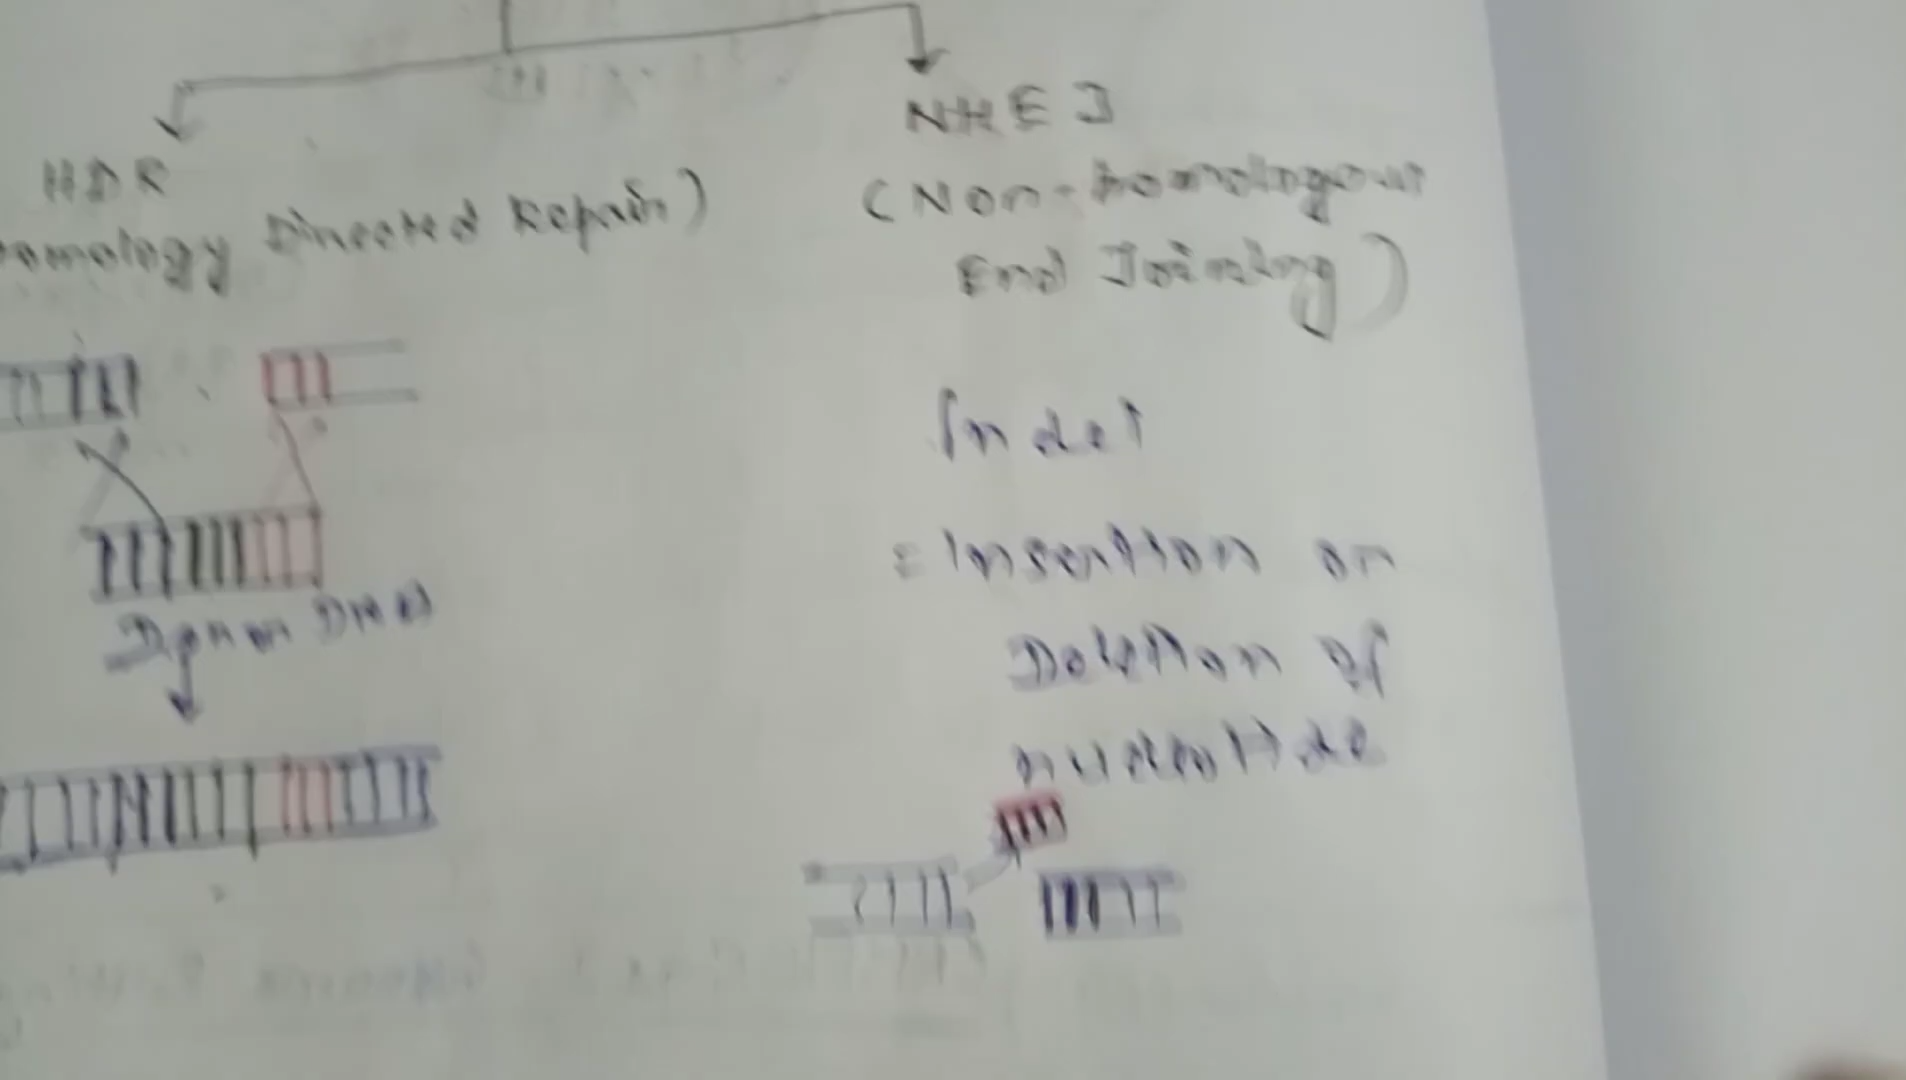 HDR
omology Directed Repair)
Donor DNA
NHEJ
(Non-homologous
End Joining)
Indel
= Insertion or
Deletion of
nucleotide